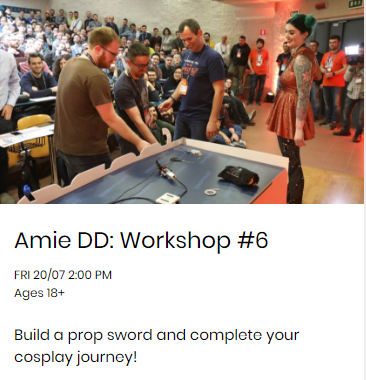 Amie DD: Workshop #6
FRI 20/07 2:00 PM
Ages 18+
Build a prop sword and complete your
cosplay journey!